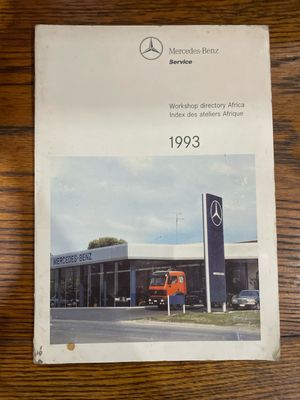 Mercedes-Benz
Service
Workshop directory Africa
Index des ateliers Afrique
1993
MERCEDES-BENZ